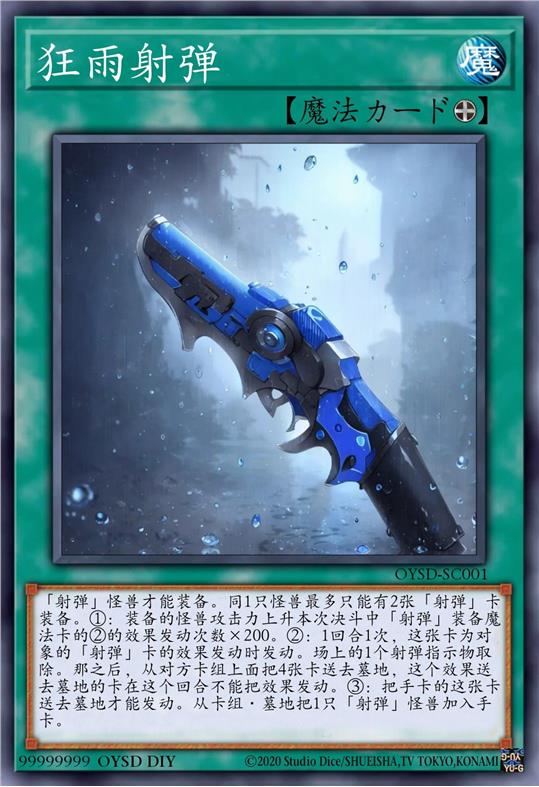 狂雨射弹
魔
【魔法カード】
OYSD-SC001
「射弹」怪兽才能装备。同1只怪兽最多只能有2张「射弹」卡
装备。①：装备的怪兽攻击力上升本次决斗中「射弹」装备魔
法卡的②的效果发动次数×200。②：1回合1次，这张卡为对
象的「射弹」卡的效果发动时发动。场上的1个射弹指示物取
除。那之后，从对方卡组上面把4张卡送去墓地，这个效果送
去墓地的卡在这个回合不能把效果发动。③：把手卡的这张卡
送去墓地才能发动。从卡组·墓地把1只「射弹」怪兽加入手
卡。
99999999 OYSD DIY ©2020 Studio Dice/SHUEISHA,TV TOKYO,KONAMI